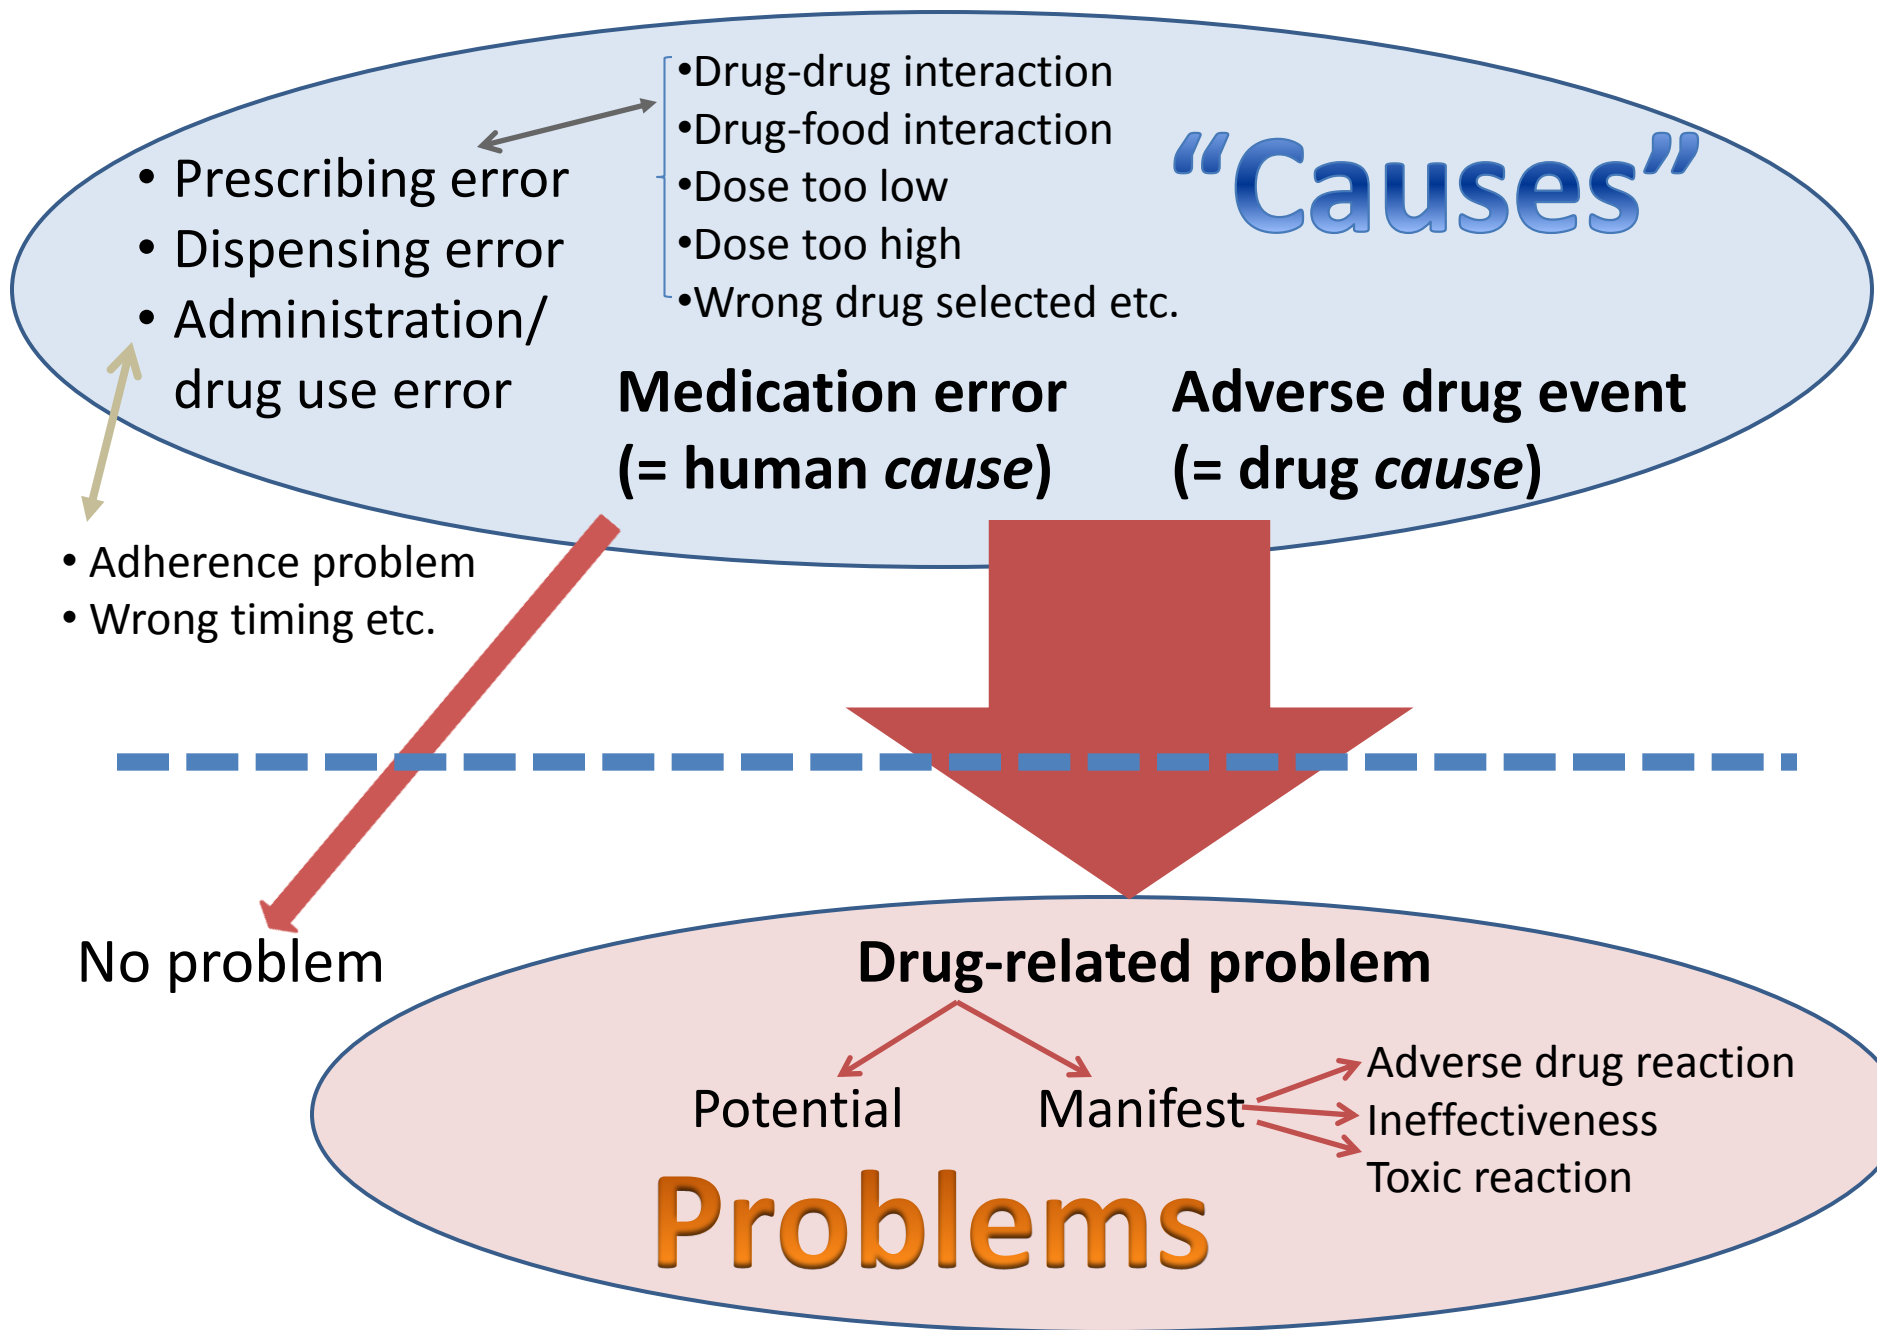 •Drug-drug interaction
•Drug-food interaction
•Dose too low
•Dose too high
•Wrong drug selected etc.
“Causes”
• Prescribing error
• Dispensing error
• Administration/
drug use error
Medication error
(= human cause)
Adverse drug event
(= drug cause)
• Adherence problem
• Wrong timing etc.
No problem
Drug-related problem
Potential
Manifest
Adverse drug reaction
Ineffectiveness
Toxic reaction
Problems